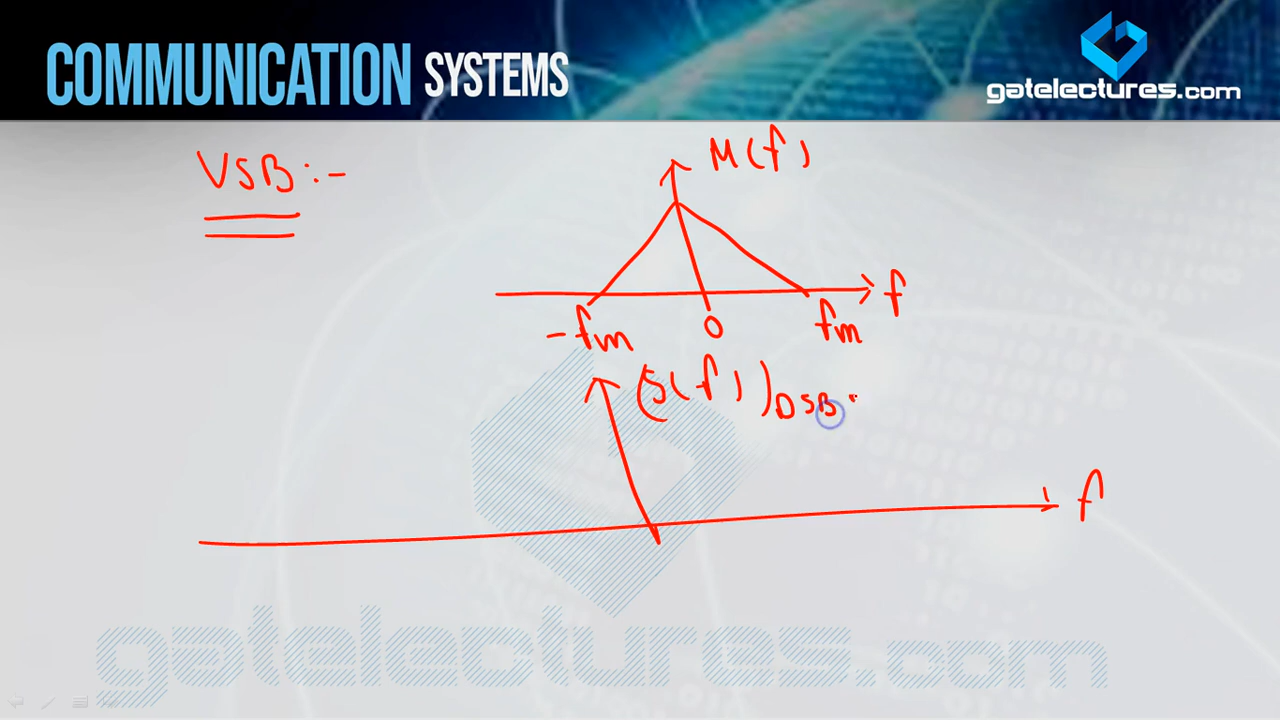 COMMUNICATION SYSTEMS
gatelectures.com
VSB:-
M(f)
f
-fm 0 fm
(S(f))DSB
f
gatelectures.com